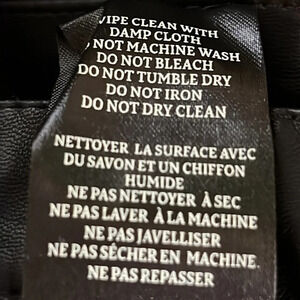 WIPE CLEAN WITH
DAMP CLOTH
DO NOT MACHINE WASH
DO NOT BLEACH
DO NOT TUMBLE DRY
DO NOT IRON
DO NOT DRY CLEAN
NETTOYER LA SURFACE AVEC
DU SAVON ET UN CHIFFON
HUMIDE
NE PAS NETTOYER À SEC
NE PAS LAVER À LA MACHINE
NE PAS JAVELLISER
NE PAS SÉCHER EN MACHINE
NE PAS REPASSER